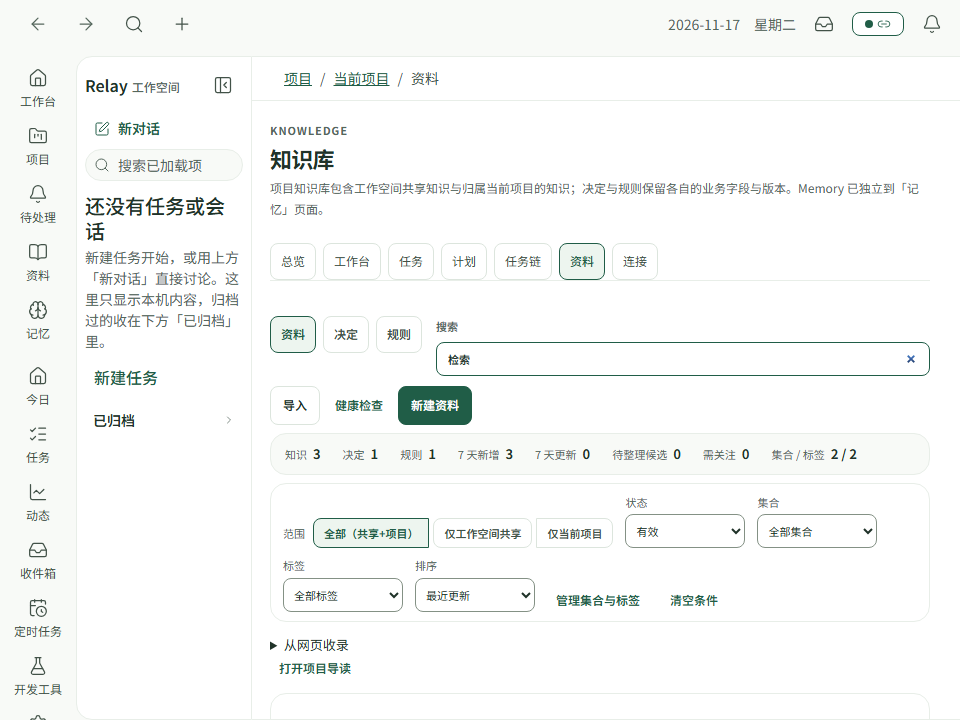 2026-11-17 星期二
工作台
项目
待处理
资料
记忆
今日
任务
动态
收件箱
定时任务
开发工具
Relay 工作空间
新对话
搜索已加载项
还没有任务或会
话
新建任务开始，或用上方
「新对话」直接讨论。这
里只显示本机内容，归档
过的收在下方「已归档」
里。
新建任务
已归档
项目 / 当前项目 / 资料
KNOWLEDGE
知识库
项目知识库包含工作空间共享知识与归属当前项目的知识；决定与规则保留各自的业务字段与版本。Memory 已独立到「记
忆」页面。
总览 工作台 任务 计划 任务链 资料 连接
资料 决定 规则
搜索
检索
导入 健康检查 新建资料
知识 3 决定 1 规则 1 7 天新增 3 7 天更新 0 待整理候选 0 需关注 0 集合 / 标签 2 / 2
范围 全部（共享+项目） 仅工作空间共享 仅当前项目
状态
有效
集合
全部集合
标签
全部标签
排序
最近更新
管理集合与标签 清空条件
从网页收录
打开项目导读